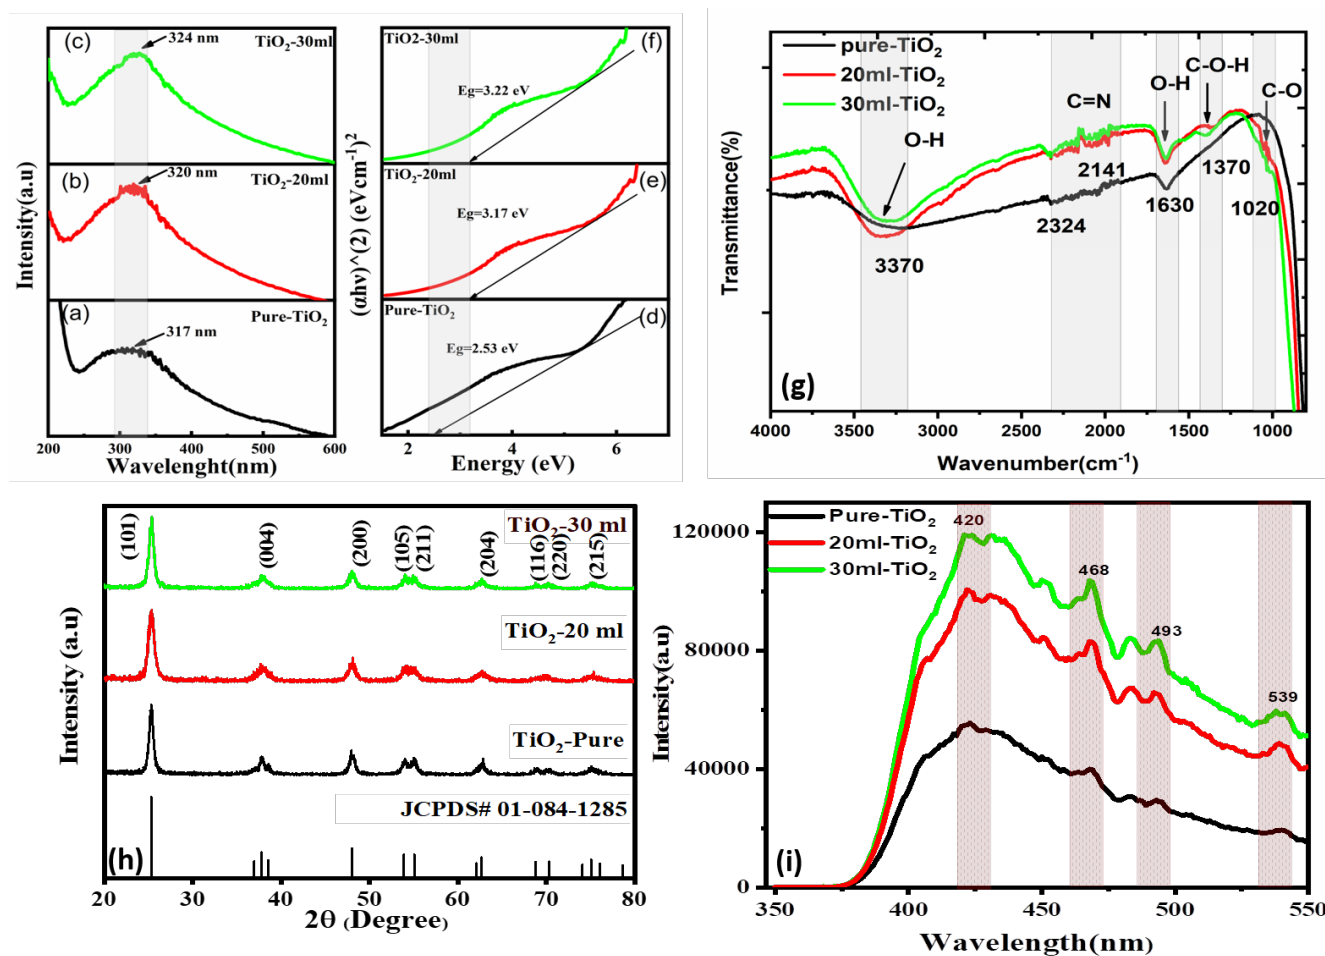 (c)
324 nm
TiO2-30ml
(b)
320 nm
TiO2-20ml
(a)
317 nm
Pure-TiO2
Intensity(a.u)
200 300 400 500 600
Wavelenght(nm)
TiO2-30ml
(f)
Eg=3.22 eV
TiO2-20ml
(e)
Eg=3.17 eV
Pure-TiO2
(d)
Eg=2.53 eV
(αhν)^(2) (eVcm-1)2
2 4 6
Energy (eV)
pure-TiO2
20ml-TiO2
30ml-TiO2
O-H
C=N
O-H
C-O-H
C-O
3370
2324
2141
1630
1370
1020
(g)
Transmittance(%)
4000 3500 3000 2500 2000 1500 1000
Wavenumber(cm-1)
(101)
(004)
(200)
(105)
(211)
(204)
(116)
(220)
(215)
TiO2-30 ml
TiO2-20 ml
TiO2-Pure
JCPDS# 01-084-1285
(h)
Intensity (a.u)
20 30 40 50 60 70 80
2θ (Degree)
Pure-TiO2
20ml-TiO2
30ml-TiO2
420
468
493
539
120000
80000
40000
0
Intensity(a.u)
(i)
350 400 450 500 550
Wavelength(nm)